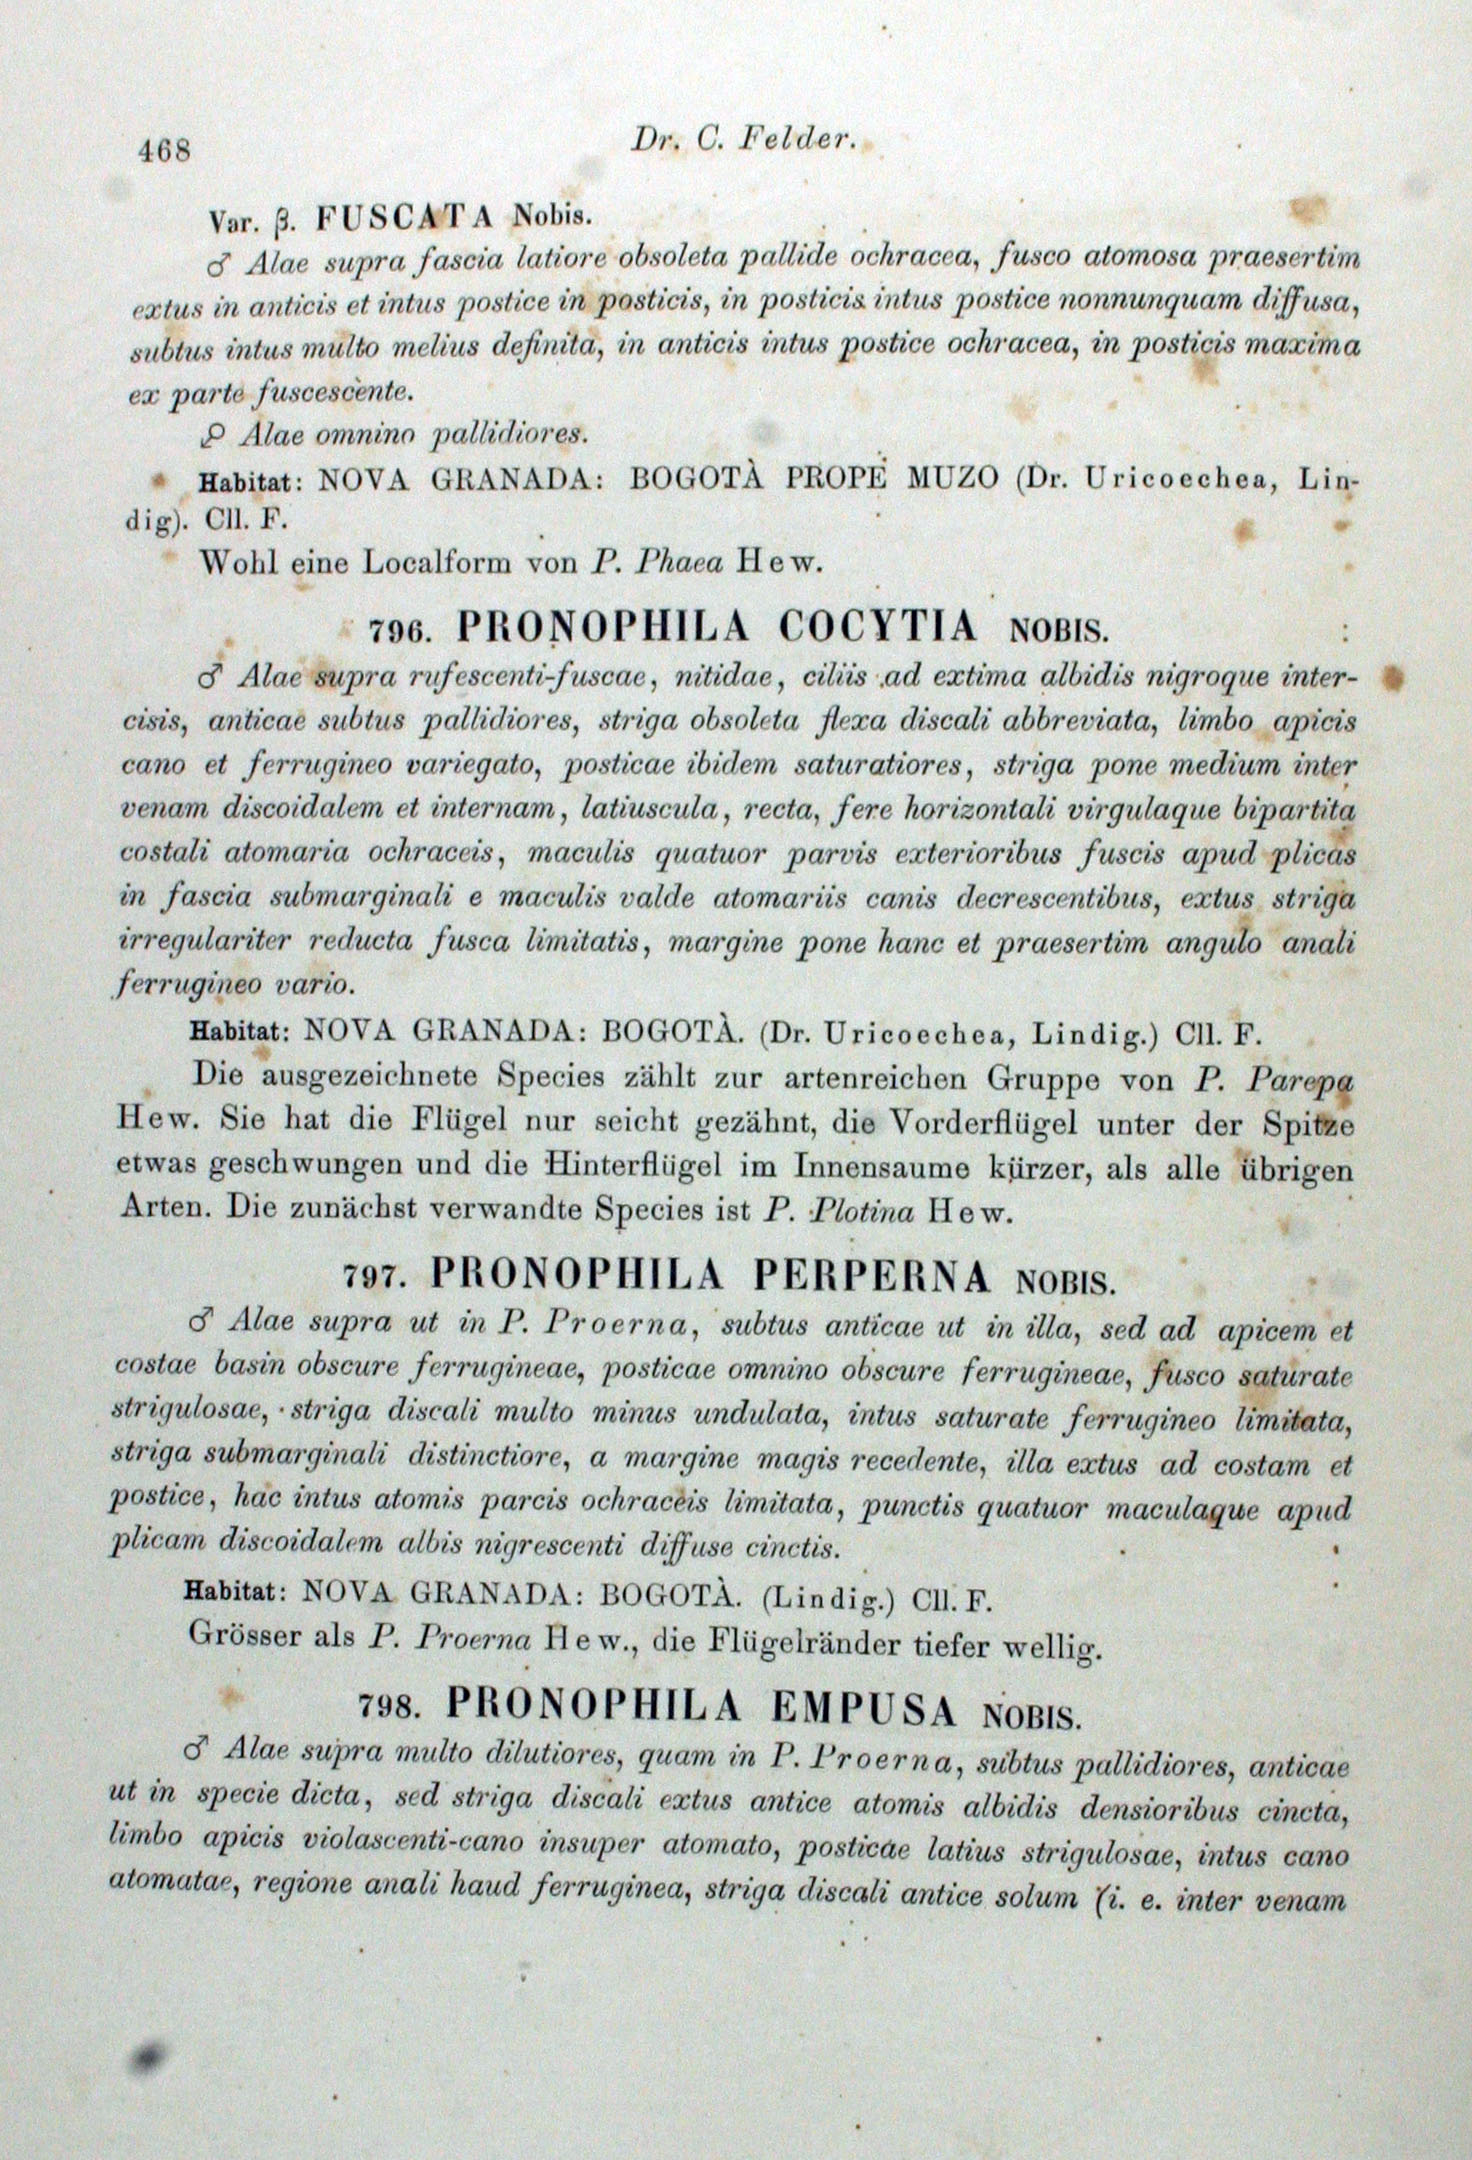 468
Dr. C. Felder.
Var. β. FUSCATA Nobis.
♂ Alae supra fascia latiore obsoleta pallide ochracea, fusco atomosa praesertim
extus in anticis et intus postice in posticis, in posticis intus postice nonnunquam diffusa,
subtus intus multo melius definita, in anticis intus postice ochracea, in posticis maxima
ex parte fuscescente.
♀ Alae omnino pallidiores.
Habitat: NOVA GRANADA: BOGOTÀ PROPE MUZO (Dr. Uricoechea, Lin-
dig). Cll. F.
Wohl eine Localform von P. Phaea Hew.
796. PRONOPHILA COCYTIA NOBIS.
♂ Alae supra rufescenti-fuscae, nitidae, ciliis ad extima albidis nigroque inter-
cisis, anticae subtus pallidiores, striga obsoleta flexa discali abbreviata, limbo apicis
cano et ferrugineo variegato, posticae ibidem saturatiores, striga pone medium inter
venam discoidalem et internam, latiuscula, recta, fere horizontali virgulaque bipartita
costali atomaria ochraceis, maculis quatuor parvis exterioribus fuscis apud plicas
in fascia submarginali e maculis valde atomariis canis decrescentibus, extus striga
irregulariter reducta fusca limitatis, margine pone hanc et praesertim angulo anali
ferrugineo vario.
Habitat: NOVA GRANADA: BOGOTÀ. (Dr. Uricoechea, Lindig.) Cll. F.
Die ausgezeichnete Species zählt zur artenreichen Gruppe von P. Parepa
Hew. Sie hat die Flügel nur seicht gezähnt, die Vorderflügel unter der Spitze
etwas geschwungen und die Hinterflügel im Innensaume kürzer, als alle übrigen
Arten. Die zunächst verwandte Species ist P. Plotina Hew.
797. PRONOPHILA PERPERNA NOBIS.
♂ Alae supra ut in P. Proerna, subtus anticae ut in illa, sed ad apicem et
costae basin obscure ferrugineae, posticae omnino obscure ferrugineae, fusco saturate
strigulosae, striga discali multo minus undulata, intus saturate ferrugineo limitata,
striga submarginali distinctiore, a margine magis recedente, illa extus ad costam et
postice, hac intus atomis parcis ochraceis limitata, punctis quatuor maculaque apud
plicam discoidalem albis nigrescenti diffuse cinctis.
Habitat: NOVA GRANADA: BOGOTÀ. (Lindig.) Cll. F.
Grösser als P. Proerna Hew., die Flügelränder tiefer wellig.
798. PRONOPHILA EMPUSA NOBIS.
♂ Alae supra multo dilutiores, quam in P. Proerna, subtus pallidiores, anticae
ut in specie dicta, sed striga discali extus antice atomis albidis densioribus cincta,
limbo apicis violascenti-cano insuper atomato, posticae latius strigulosae, intus cano
atomatae, regione anali haud ferruginea, striga discali antice solum (i. e. inter venam